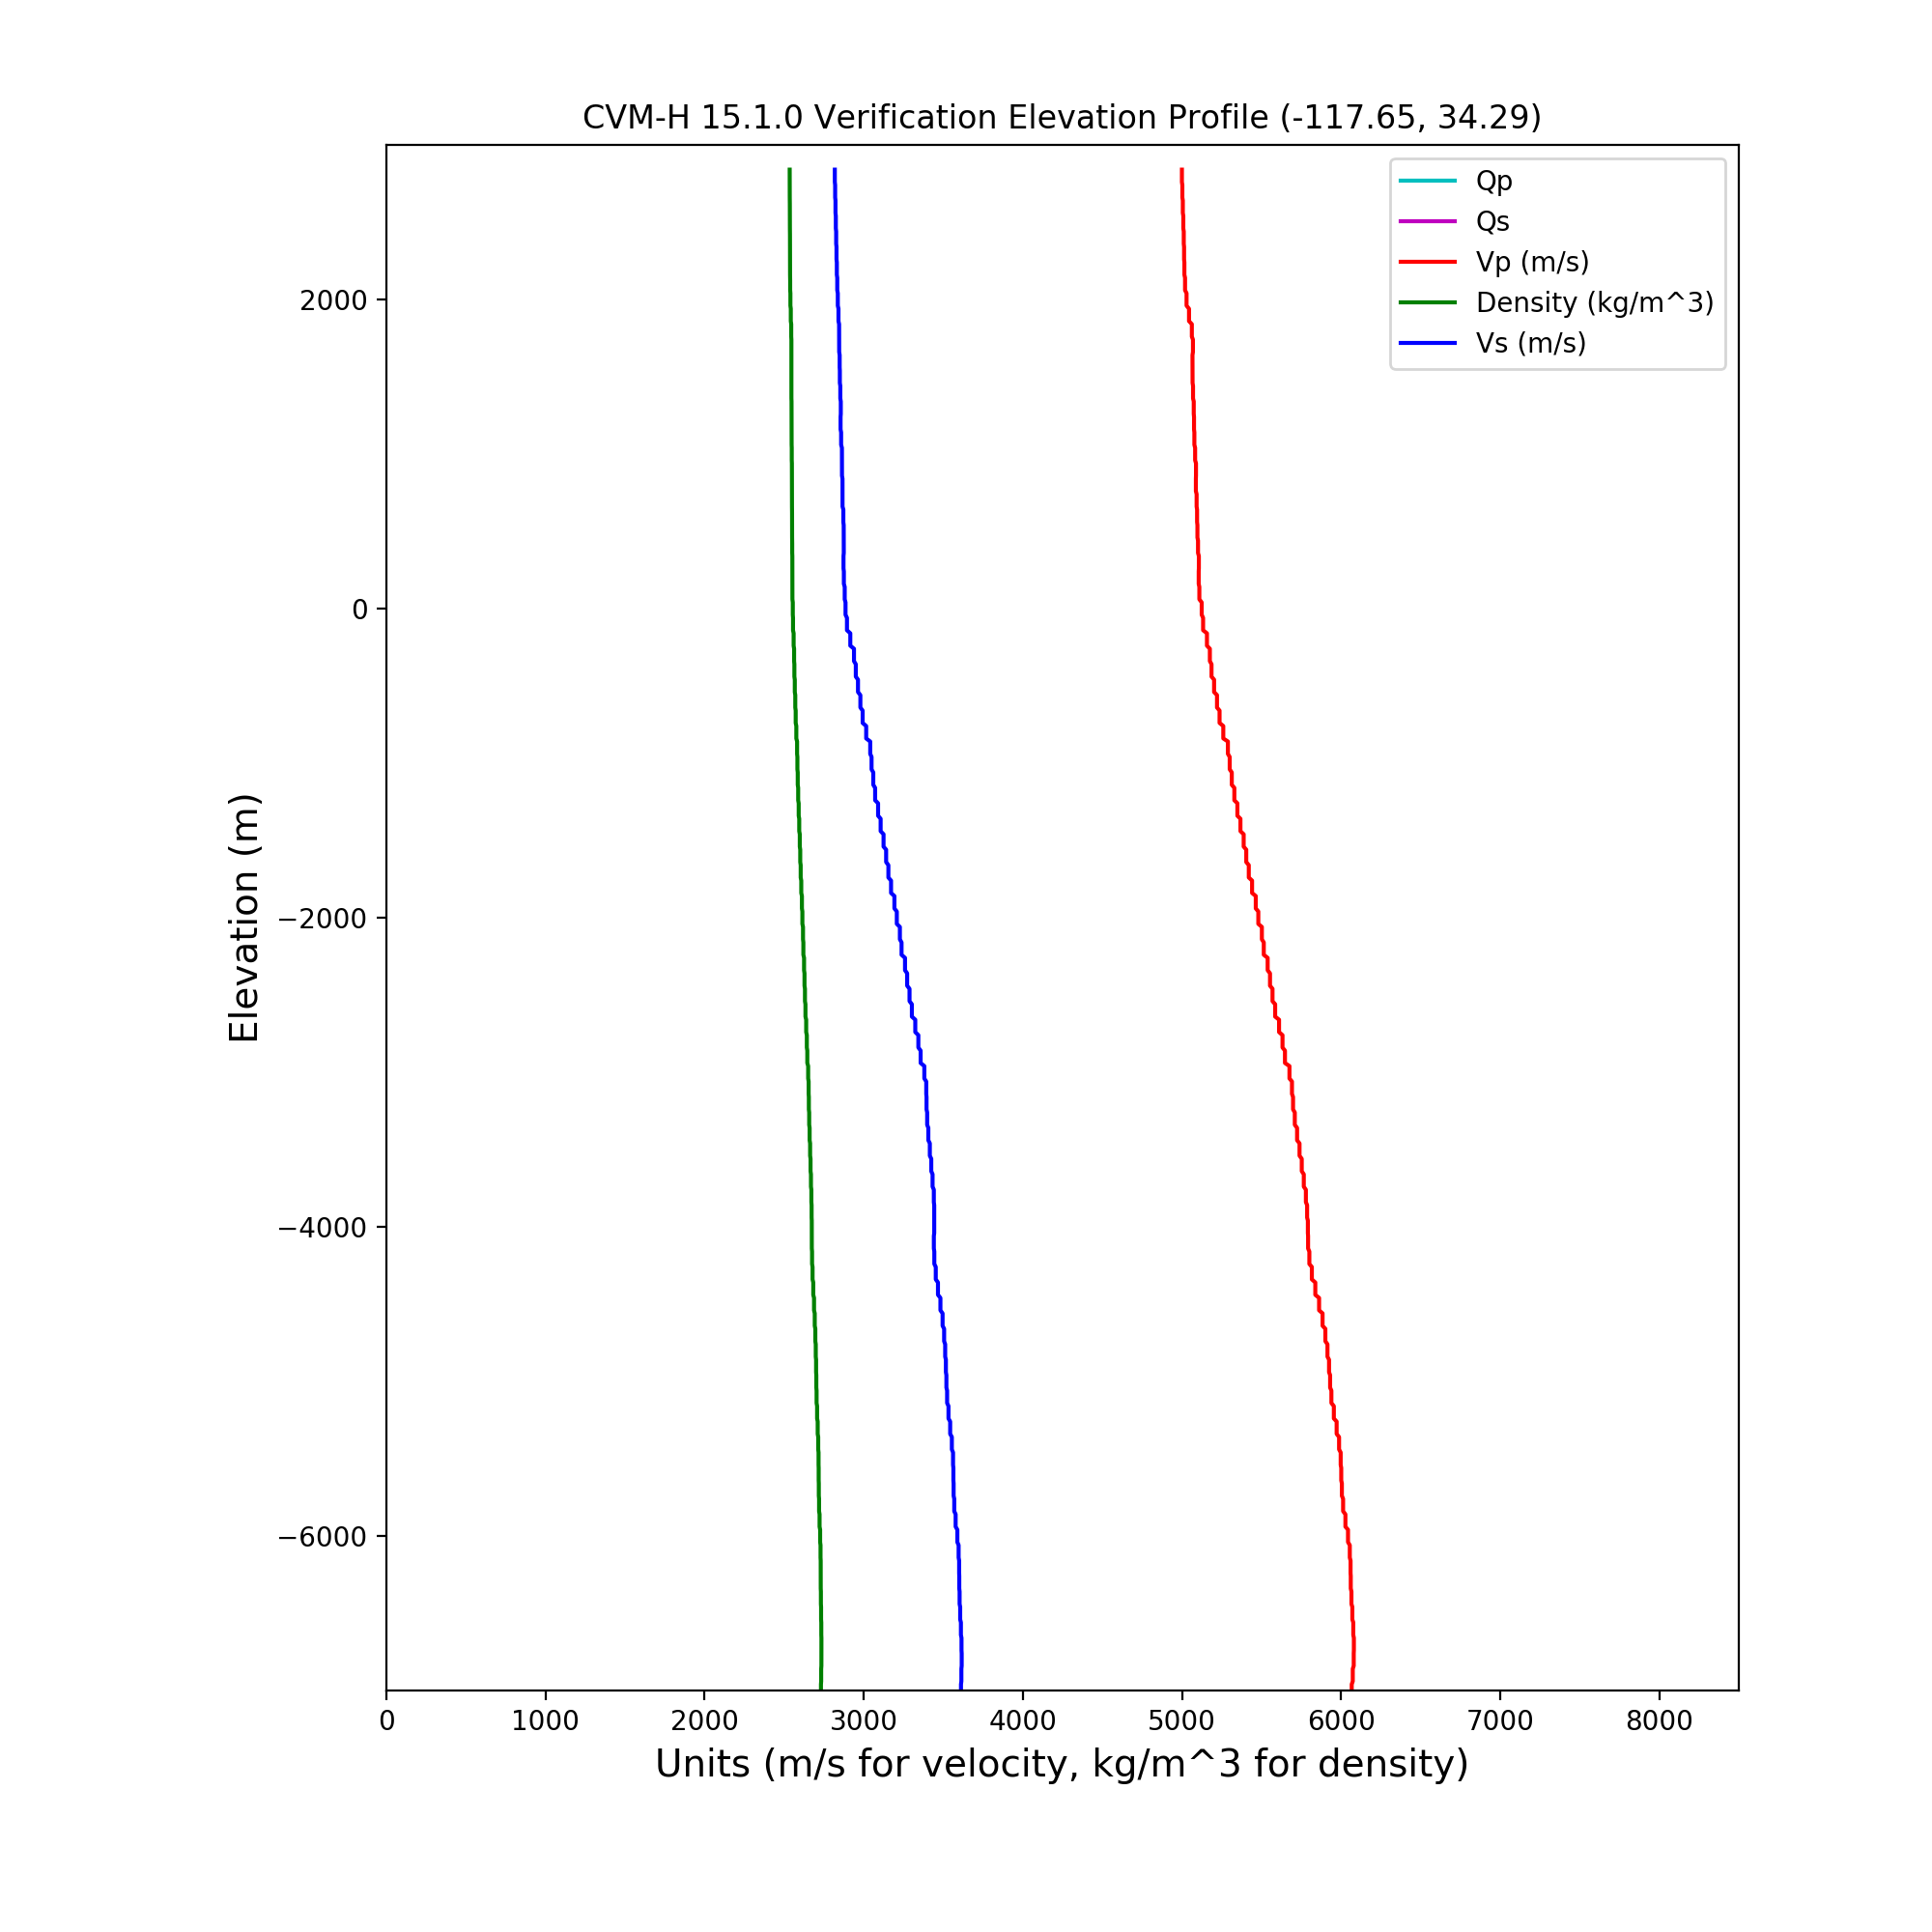 CVM-H 15.1.0 Verification Elevation Profile (-117.65, 34.29)
Qp
Qs
Vp (m/s)
Density (kg/m^3)
Vs (m/s)
2000
0
−2000
−4000
−6000
Elevation (m)
0 1000 2000 3000 4000 5000 6000 7000 8000
Units (m/s for velocity, kg/m^3 for density)